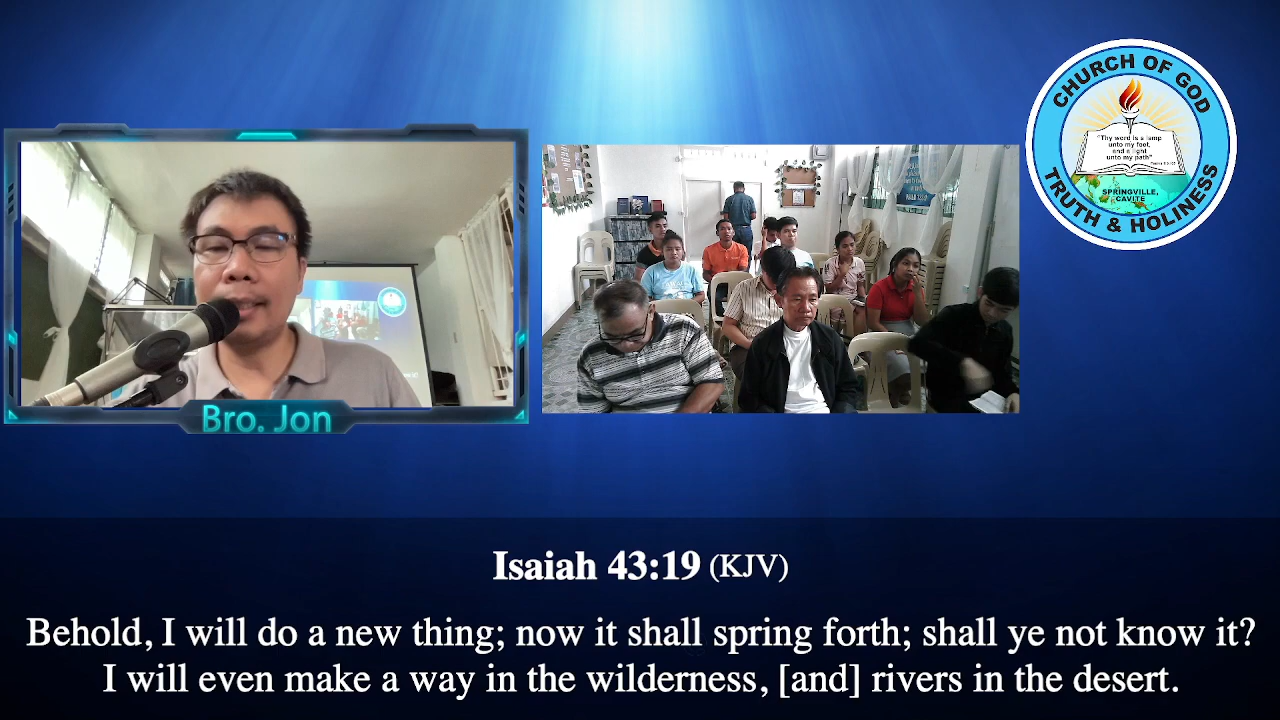 CHURCH OF GOD
"Thy word is a lamp
unto my feet,
and a light
unto my path"
SPRINGVILLE,
CAVITE
TRUTH & HOLINESS
Bro. Jon
Isaiah 43:19 (KJV)
Behold, I will do a new thing; now it shall spring forth; shall ye not know it?
I will even make a way in the wilderness, [and] rivers in the desert.